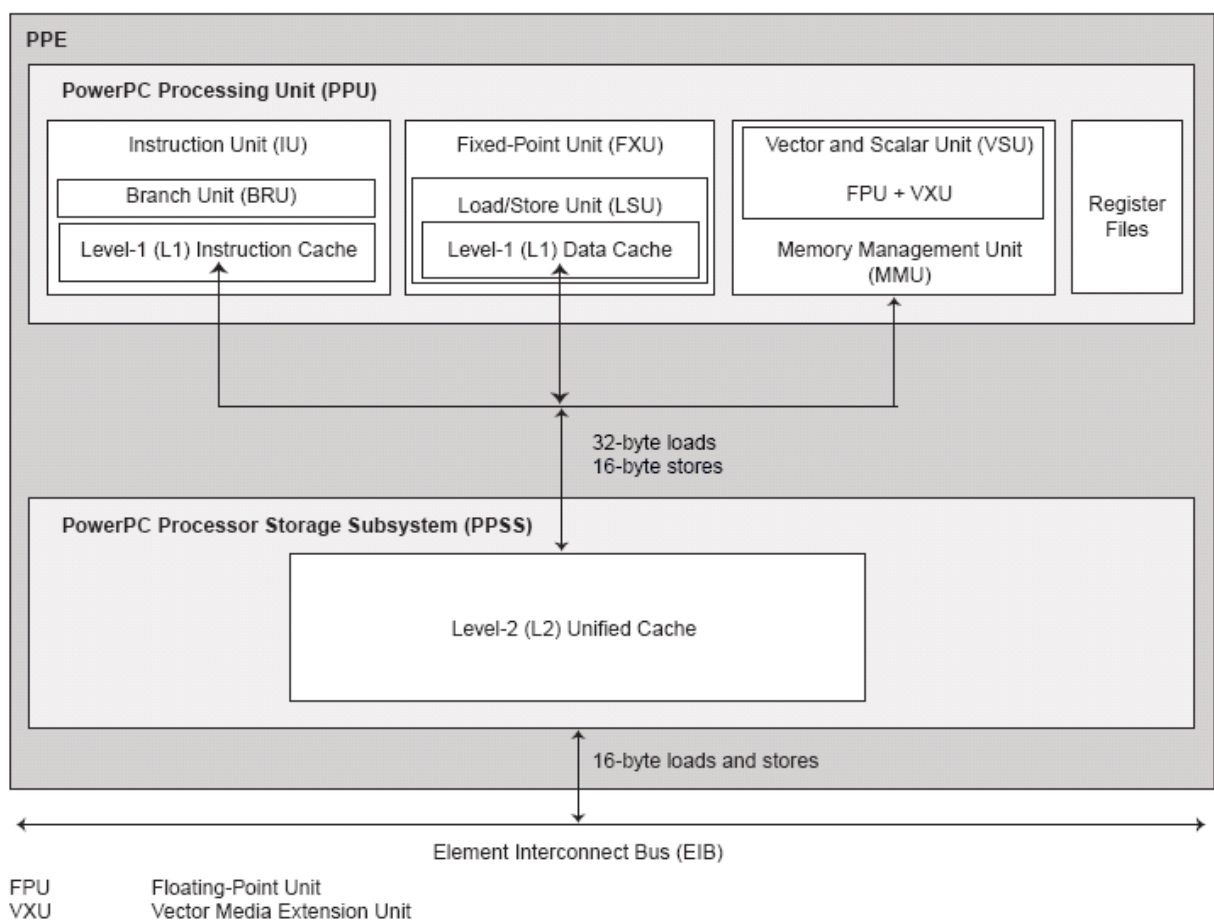 PPE
PowerPC Processing Unit (PPU)
Instruction Unit (IU)
Branch Unit (BRU)
Level-1 (L1) Instruction Cache
Fixed-Point Unit (FXU)
Load/Store Unit (LSU)
Level-1 (L1) Data Cache
Vector and Scalar Unit (VSU)
FPU + VXU
Memory Management Unit
(MMU)
Register
Files
32-byte loads
16-byte stores
PowerPC Processor Storage Subsystem (PPSS)
Level-2 (L2) Unified Cache
16-byte loads and stores
Element Interconnect Bus (EIB)
FPU Floating-Point Unit
VXU Vector Media Extension Unit